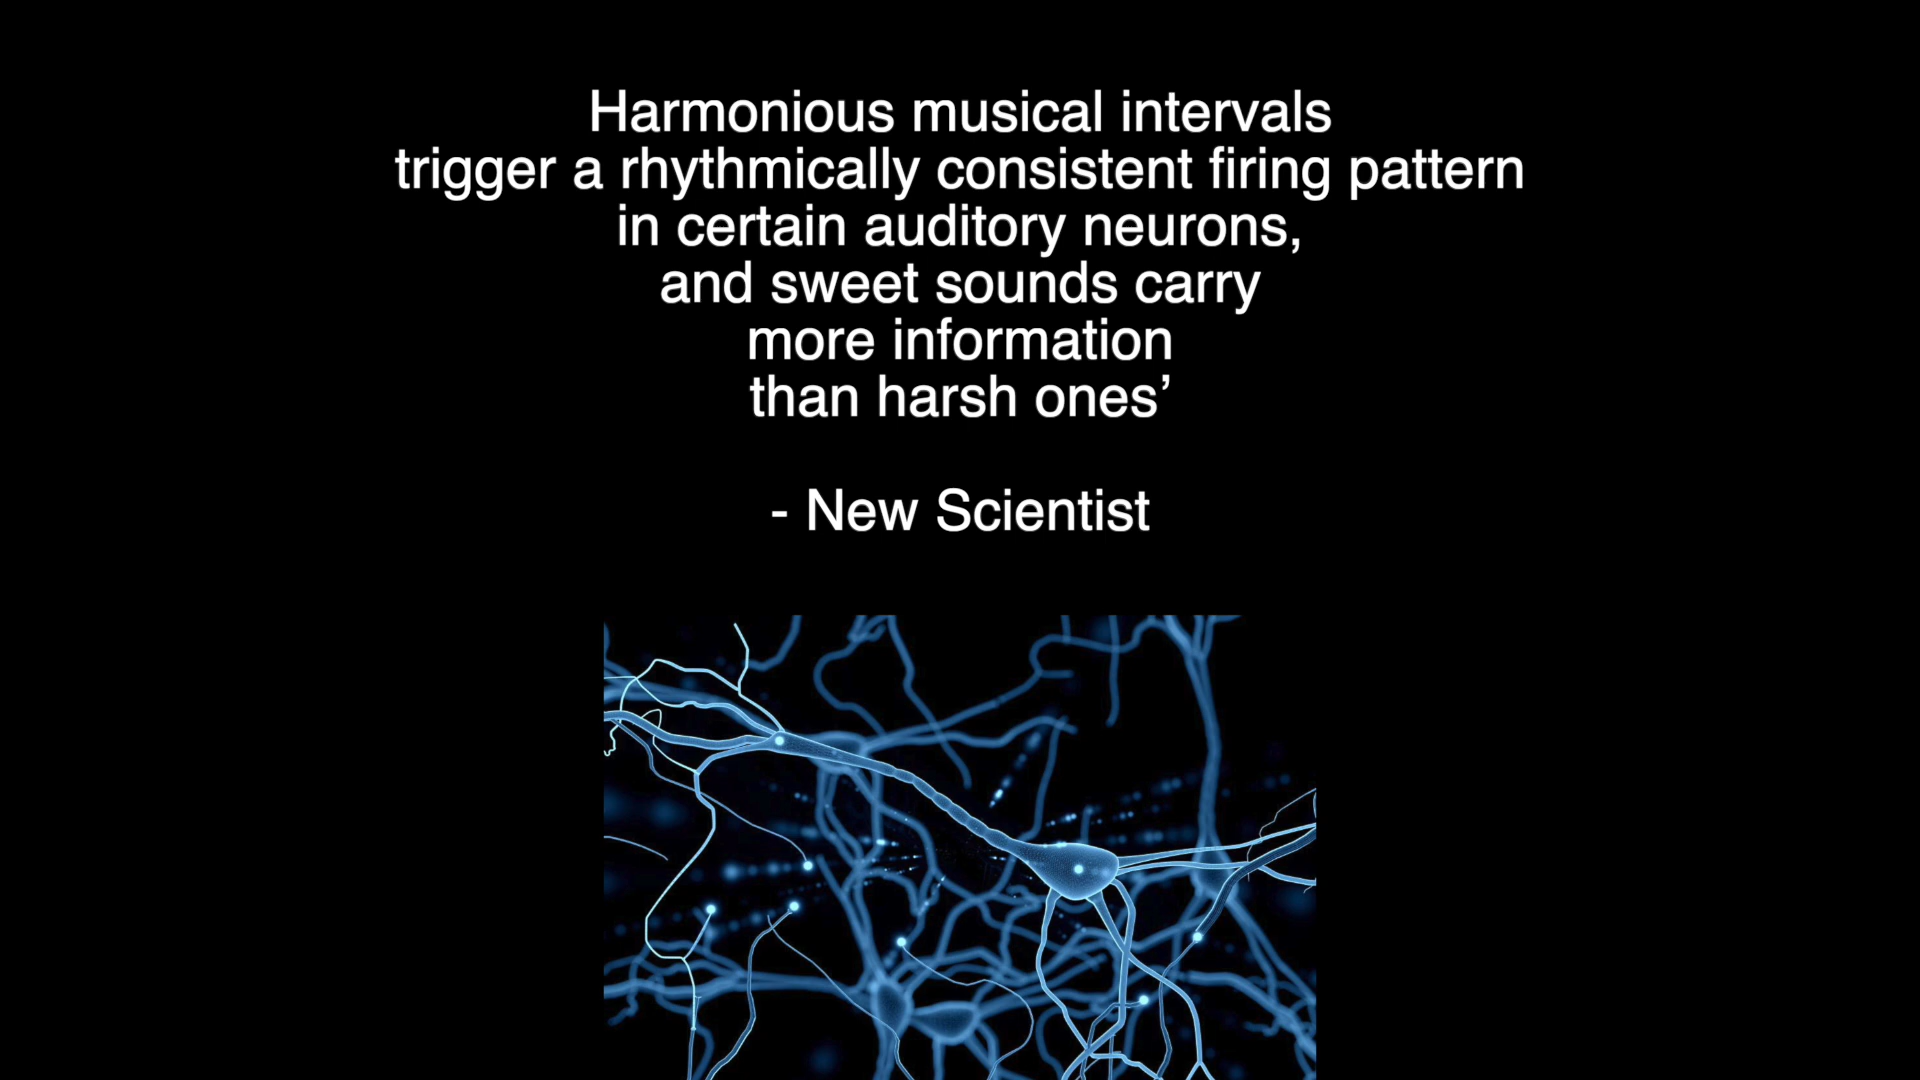 Harmonious musical intervals
trigger a rhythmically consistent firing pattern
in certain auditory neurons,
and sweet sounds carry
more information
than harsh ones’
- New Scientist